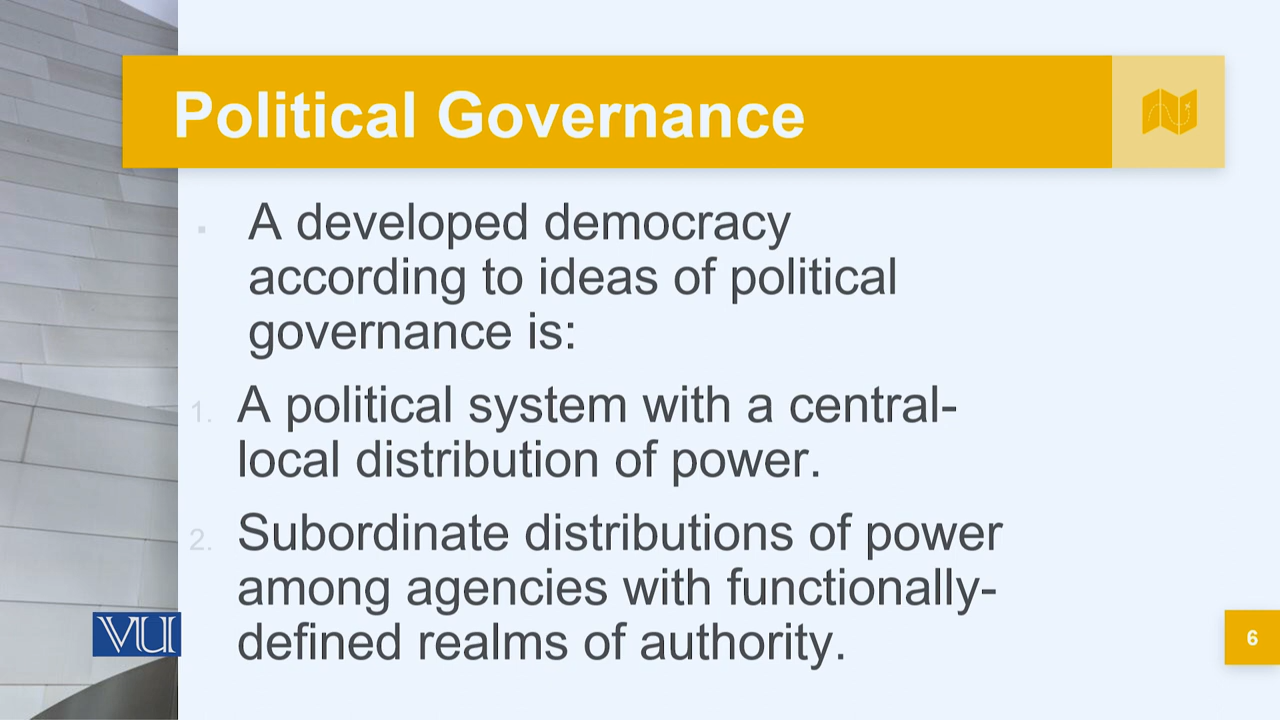 Political Governance
▪ A developed democracy
according to ideas of political
governance is:
1. A political system with a central-
local distribution of power.
2. Subordinate distributions of power
among agencies with functionally-
defined realms of authority.
VU
6